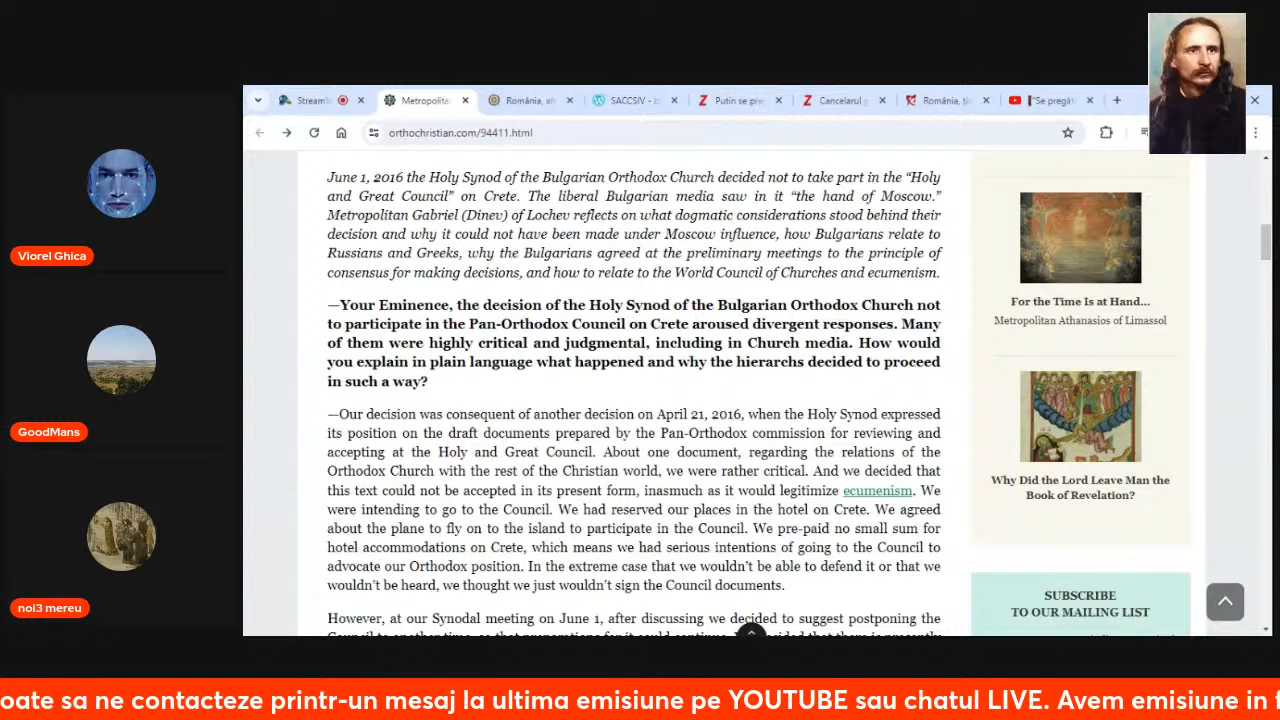 Stream'
Metropolita
România, afi
SACCSIV - b
Putin se pre
Cancelarul g
România, țin
"Se pregăt
orthochristian.com/94411.html
June 1, 2016 the Holy Synod of the Bulgarian Orthodox Church decided not to take part in the “Holy
and Great Council” on Crete. The liberal Bulgarian media saw in it “the hand of Moscow.”
Metropolitan Gabriel (Dinev) of Lochev reflects on what dogmatic considerations stood behind their
decision and why it could not have been made under Moscow influence, how Bulgarians relate to
Russians and Greeks, why the Bulgarians agreed at the preliminary meetings to the principle of
consensus for making decisions, and how to relate to the World Council of Churches and ecumenism.
—Your Eminence, the decision of the Holy Synod of the Bulgarian Orthodox Church not
to participate in the Pan-Orthodox Council on Crete aroused divergent responses. Many
of them were highly critical and judgmental, including in Church media. How would
you explain in plain language what happened and why the hierarchs decided to proceed
in such a way?
—Our decision was consequent of another decision on April 21, 2016, when the Holy Synod expressed
its position on the draft documents prepared by the Pan-Orthodox commission for reviewing and
accepting at the Holy and Great Council. About one document, regarding the relations of the
Orthodox Church with the rest of the Christian world, we were rather critical. And we decided that
this text could not be accepted in its present form, inasmuch as it would legitimize ecumenism. We
were intending to go to the Council. We had reserved our places in the hotel on Crete. We agreed
about the plane to fly on to the island to participate in the Council. We pre-paid no small sum for
hotel accommodations on Crete, which means we had serious intentions of going to the Council to
advocate our Orthodox position. In the extreme case that we wouldn’t be able to defend it or that we
wouldn’t be heard, we thought we just wouldn’t sign the Council documents.
However, at our Synodal meeting on June 1, after discussing we decided to suggest postponing the
For the Time Is at Hand...
Metropolitan Athanasios of Limassol
Why Did the Lord Leave Man the
Book of Revelation?
SUBSCRIBE
TO OUR MAILING LIST
Viorel Ghica
GoodMans
noi3 mereu
oate sa ne contacteze printr-un mesaj la ultima emisiune pe YOUTUBE sau chatul LIVE. Avem emisiune in